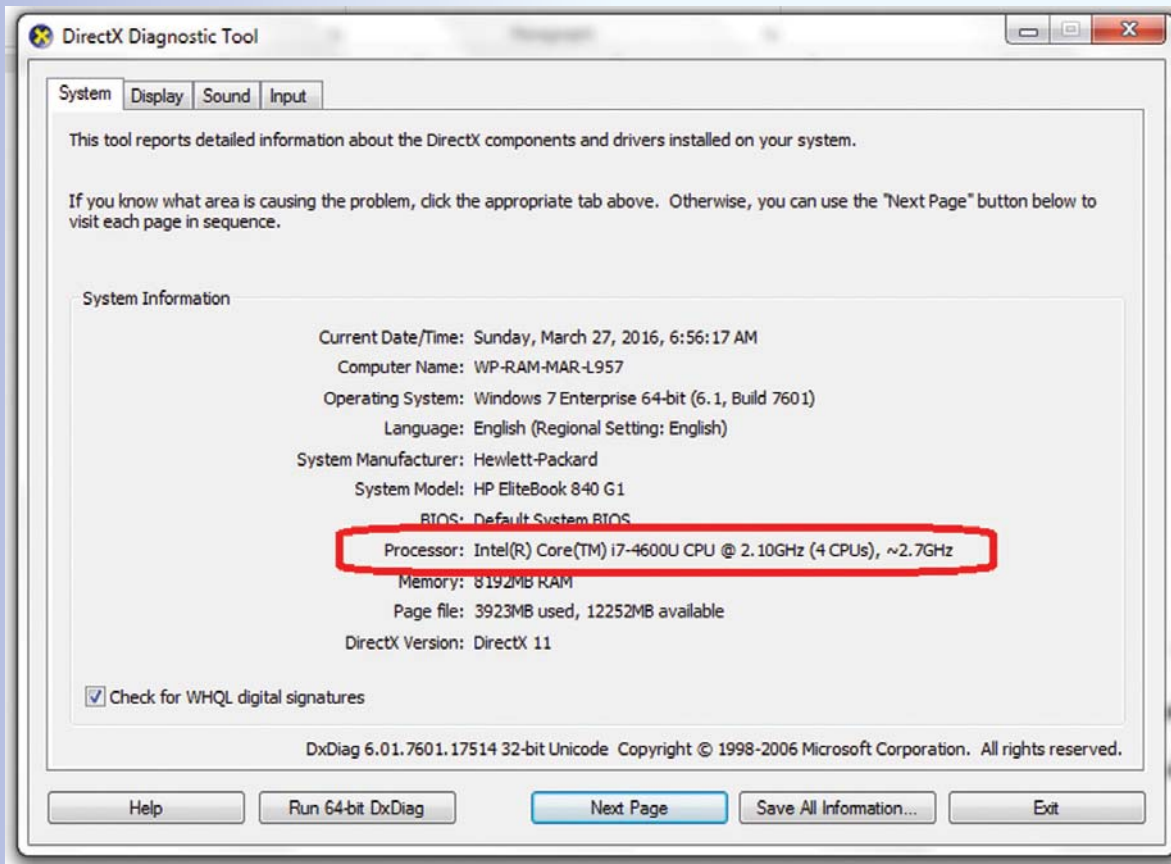 DirectX Diagnostic Tool
System Display Sound Input
This tool reports detailed information about the DirectX components and drivers installed on your system.
If you know what area is causing the problem, click the appropriate tab above. Otherwise, you can use the "Next Page" button below to
visit each page in sequence.
System Information
Current Date/Time: Sunday, March 27, 2016, 6:56:17 AM
Computer Name: WP-RAM-MAR-L957
Operating System: Windows 7 Enterprise 64-bit (6.1, Build 7601)
Language: English (Regional Setting: English)
System Manufacturer: Hewlett-Packard
System Model: HP EliteBook 840 G1
BIOS: Default System BIOS
Processor: Intel(R) Core(TM) i7-4600U CPU @ 2.10GHz (4 CPUs), ~2.7GHz
Memory: 8192MB RAM
Page file: 3923MB used, 12252MB available
DirectX Version: DirectX 11
Check for WHQL digital signatures
DxDiag 6.01.7601.17514 32-bit Unicode Copyright © 1998-2006 Microsoft Corporation. All rights reserved.
Help Run 64-bit DxDiag Next Page Save All Information... Exit